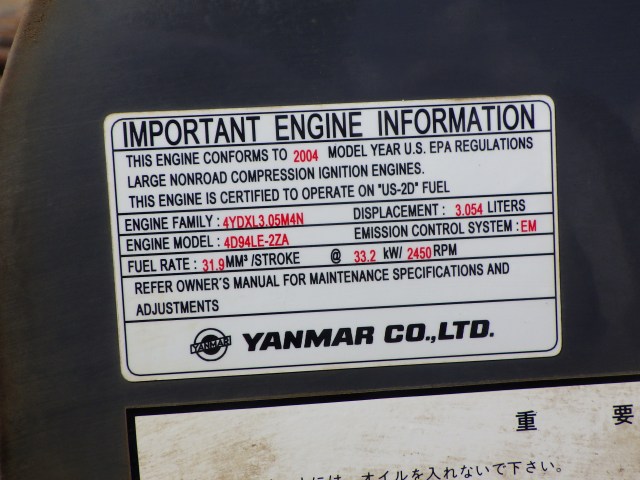 IMPORTANT ENGINE INFORMATION
THIS ENGINE CONFORMS TO 2004 MODEL YEAR U.S. EPA REGULATIONS
LARGE NONROAD COMPRESSION IGNITION ENGINES.
THIS ENGINE IS CERTIFIED TO OPERATE ON "US-2D" FUEL
ENGINE FAMILY : 4YDXL3.05M4N DISPLACEMENT : 3.054 LITERS
ENGINE MODEL : 4D94LE-2ZA EMISSION CONTROL SYSTEM : EM
FUEL RATE : 31.9 MM³ /STROKE @ 33.2 kW/ 2450 RPM
REFER OWNER'S MANUAL FOR MAINTENANCE SPECIFICATIONS AND
ADJUSTMENTS
YANMAR YANMAR CO.,LTD.
重 要
には、オイルを入れないで下さい。